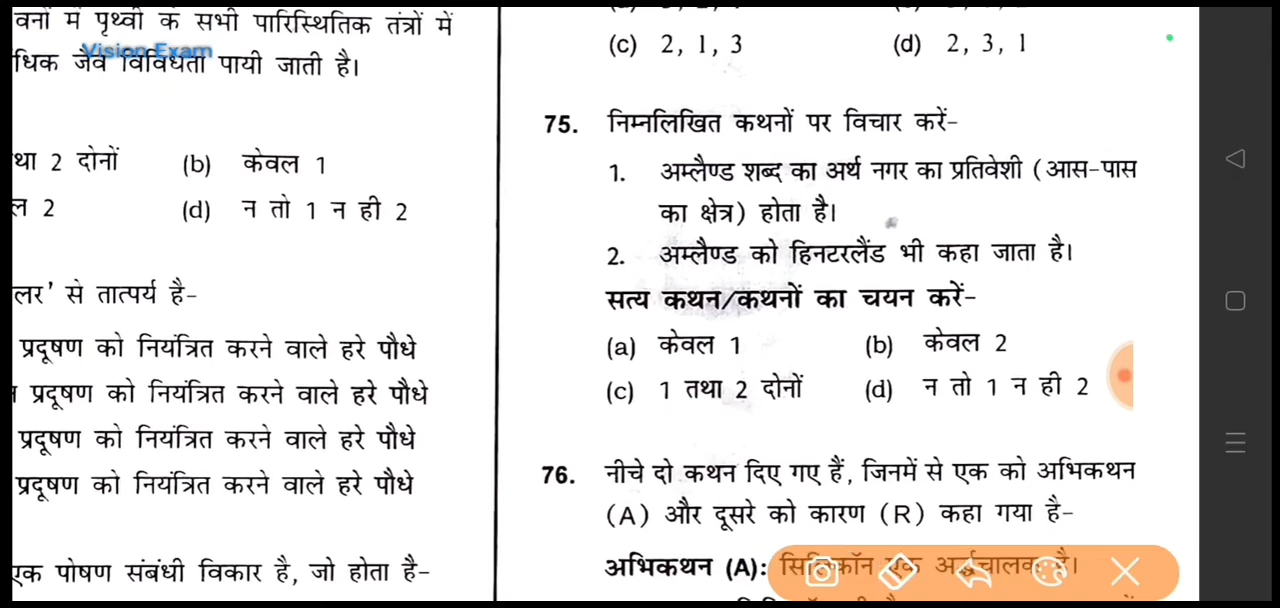 वनों में पृथ्वी के सभी पारिस्थितिक तंत्रों में
Vision Exam
धिक जैव विविधता पायी जाती है।
था 2 दोनों (b) केवल 1
ल 2 (d) न तो 1 न ही 2
लर' से तात्पर्य है-
प्रदूषण को नियंत्रित करने वाले हरे पौधे
प्रदूषण को नियंत्रित करने वाले हरे पौधे
प्रदूषण को नियंत्रित करने वाले हरे पौधे
प्रदूषण को नियंत्रित करने वाले हरे पौधे
एक पोषण संबंधी विकार है, जो होता है-
(c) 2, 1, 3 (d) 2, 3, 1
75. निम्नलिखित कथनों पर विचार करें-
1. अम्लैण्ड शब्द का अर्थ नगर का प्रतिवेशी (आस-पास
का क्षेत्र) होता है।
2. अम्लैण्ड को हिनटरलैंड भी कहा जाता है।
सत्य कथन/कथनों का चयन करें-
(a) केवल 1 (b) केवल 2
(c) 1 तथा 2 दोनों (d) न तो 1 न ही 2
76. नीचे दो कथन दिए गए हैं, जिनमें से एक को अभिकथन
(A) और दूसरे को कारण (R) कहा गया है-
अभिकथन (A): सिलिकॉन एक अर्द्धचालक है।